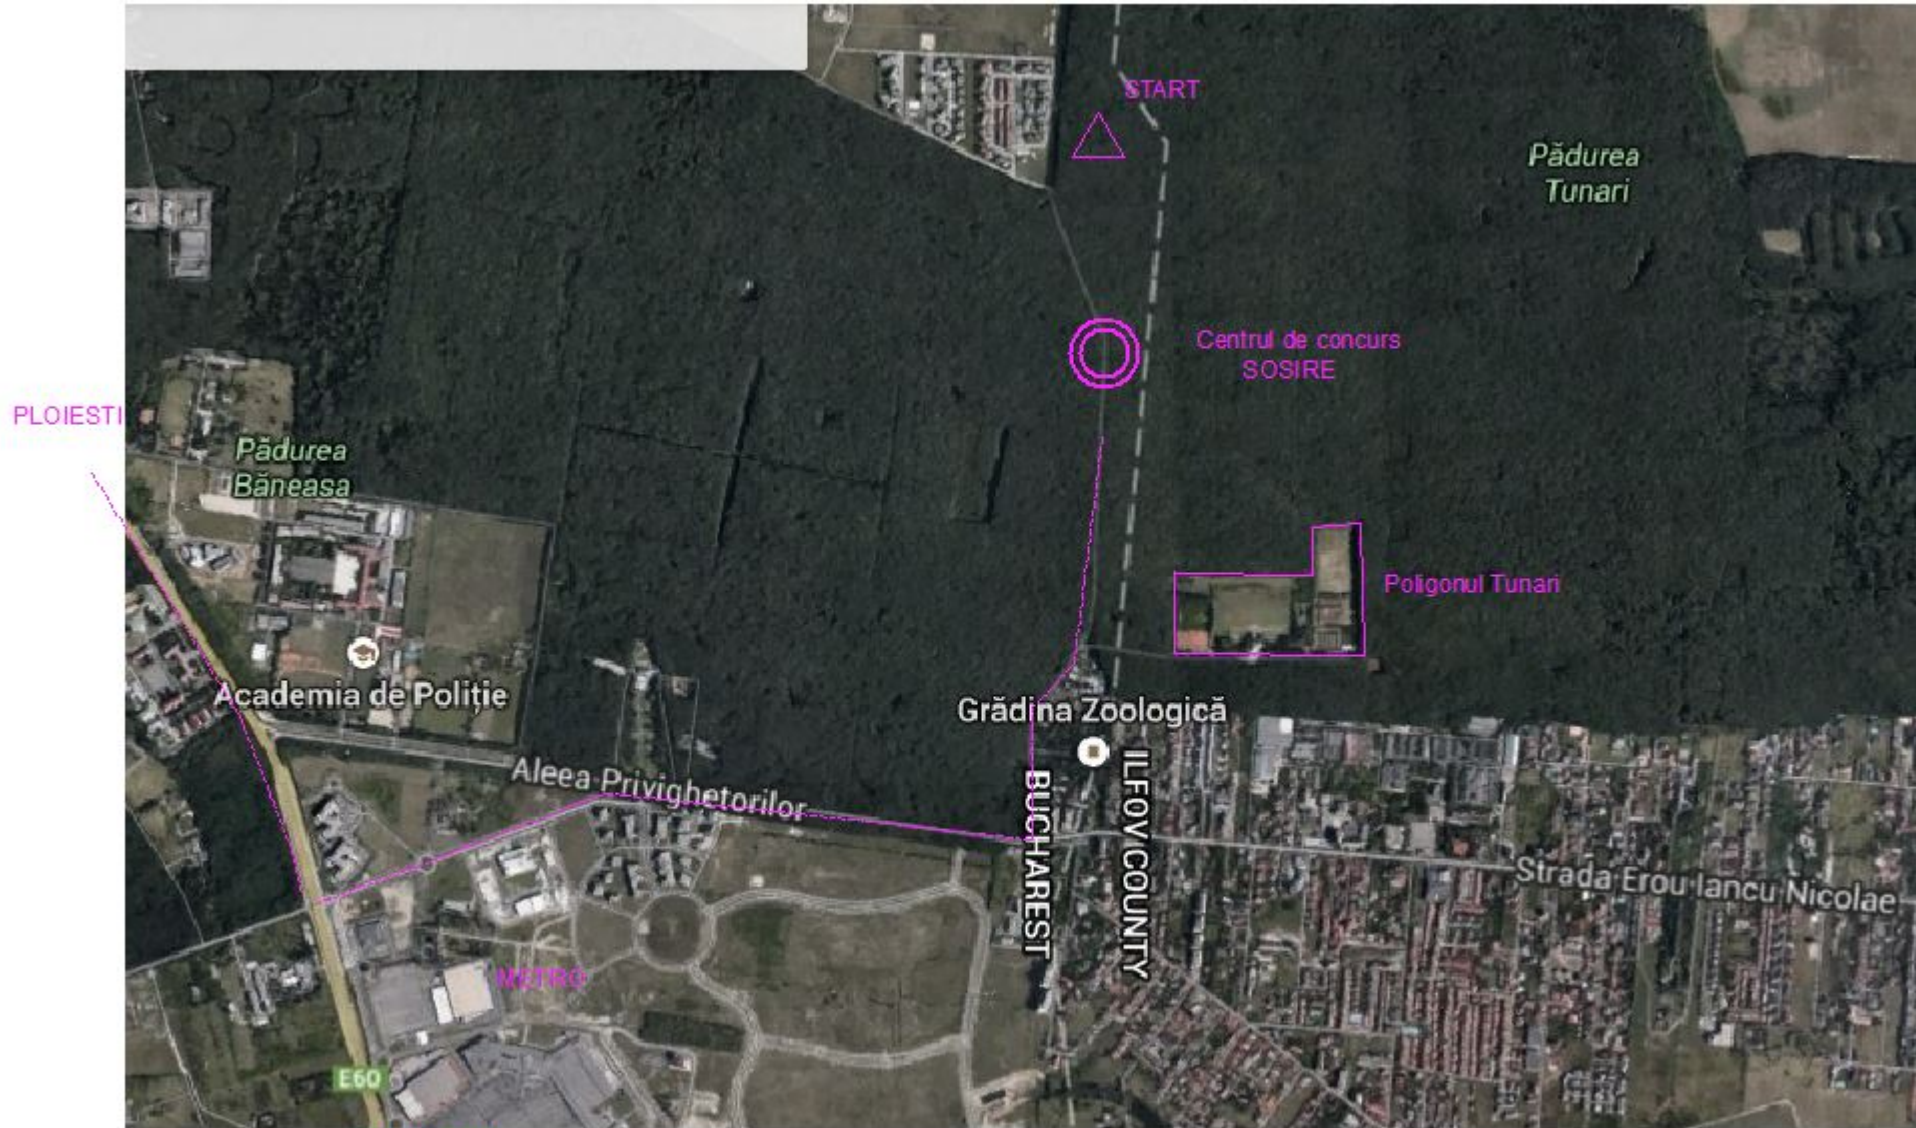 START
Pădurea
Tunari
Centrul de concurs
SOSIRE
PLOIESTI
Pădurea
Băneasa
Poligonul Tunari
Academia de Poliție
Grădina Zoologică
Aleea Privighetorilor
BUCHAREST
ILFOV COUNTY
Strada Erou Iancu Nicolae
METRO
E60